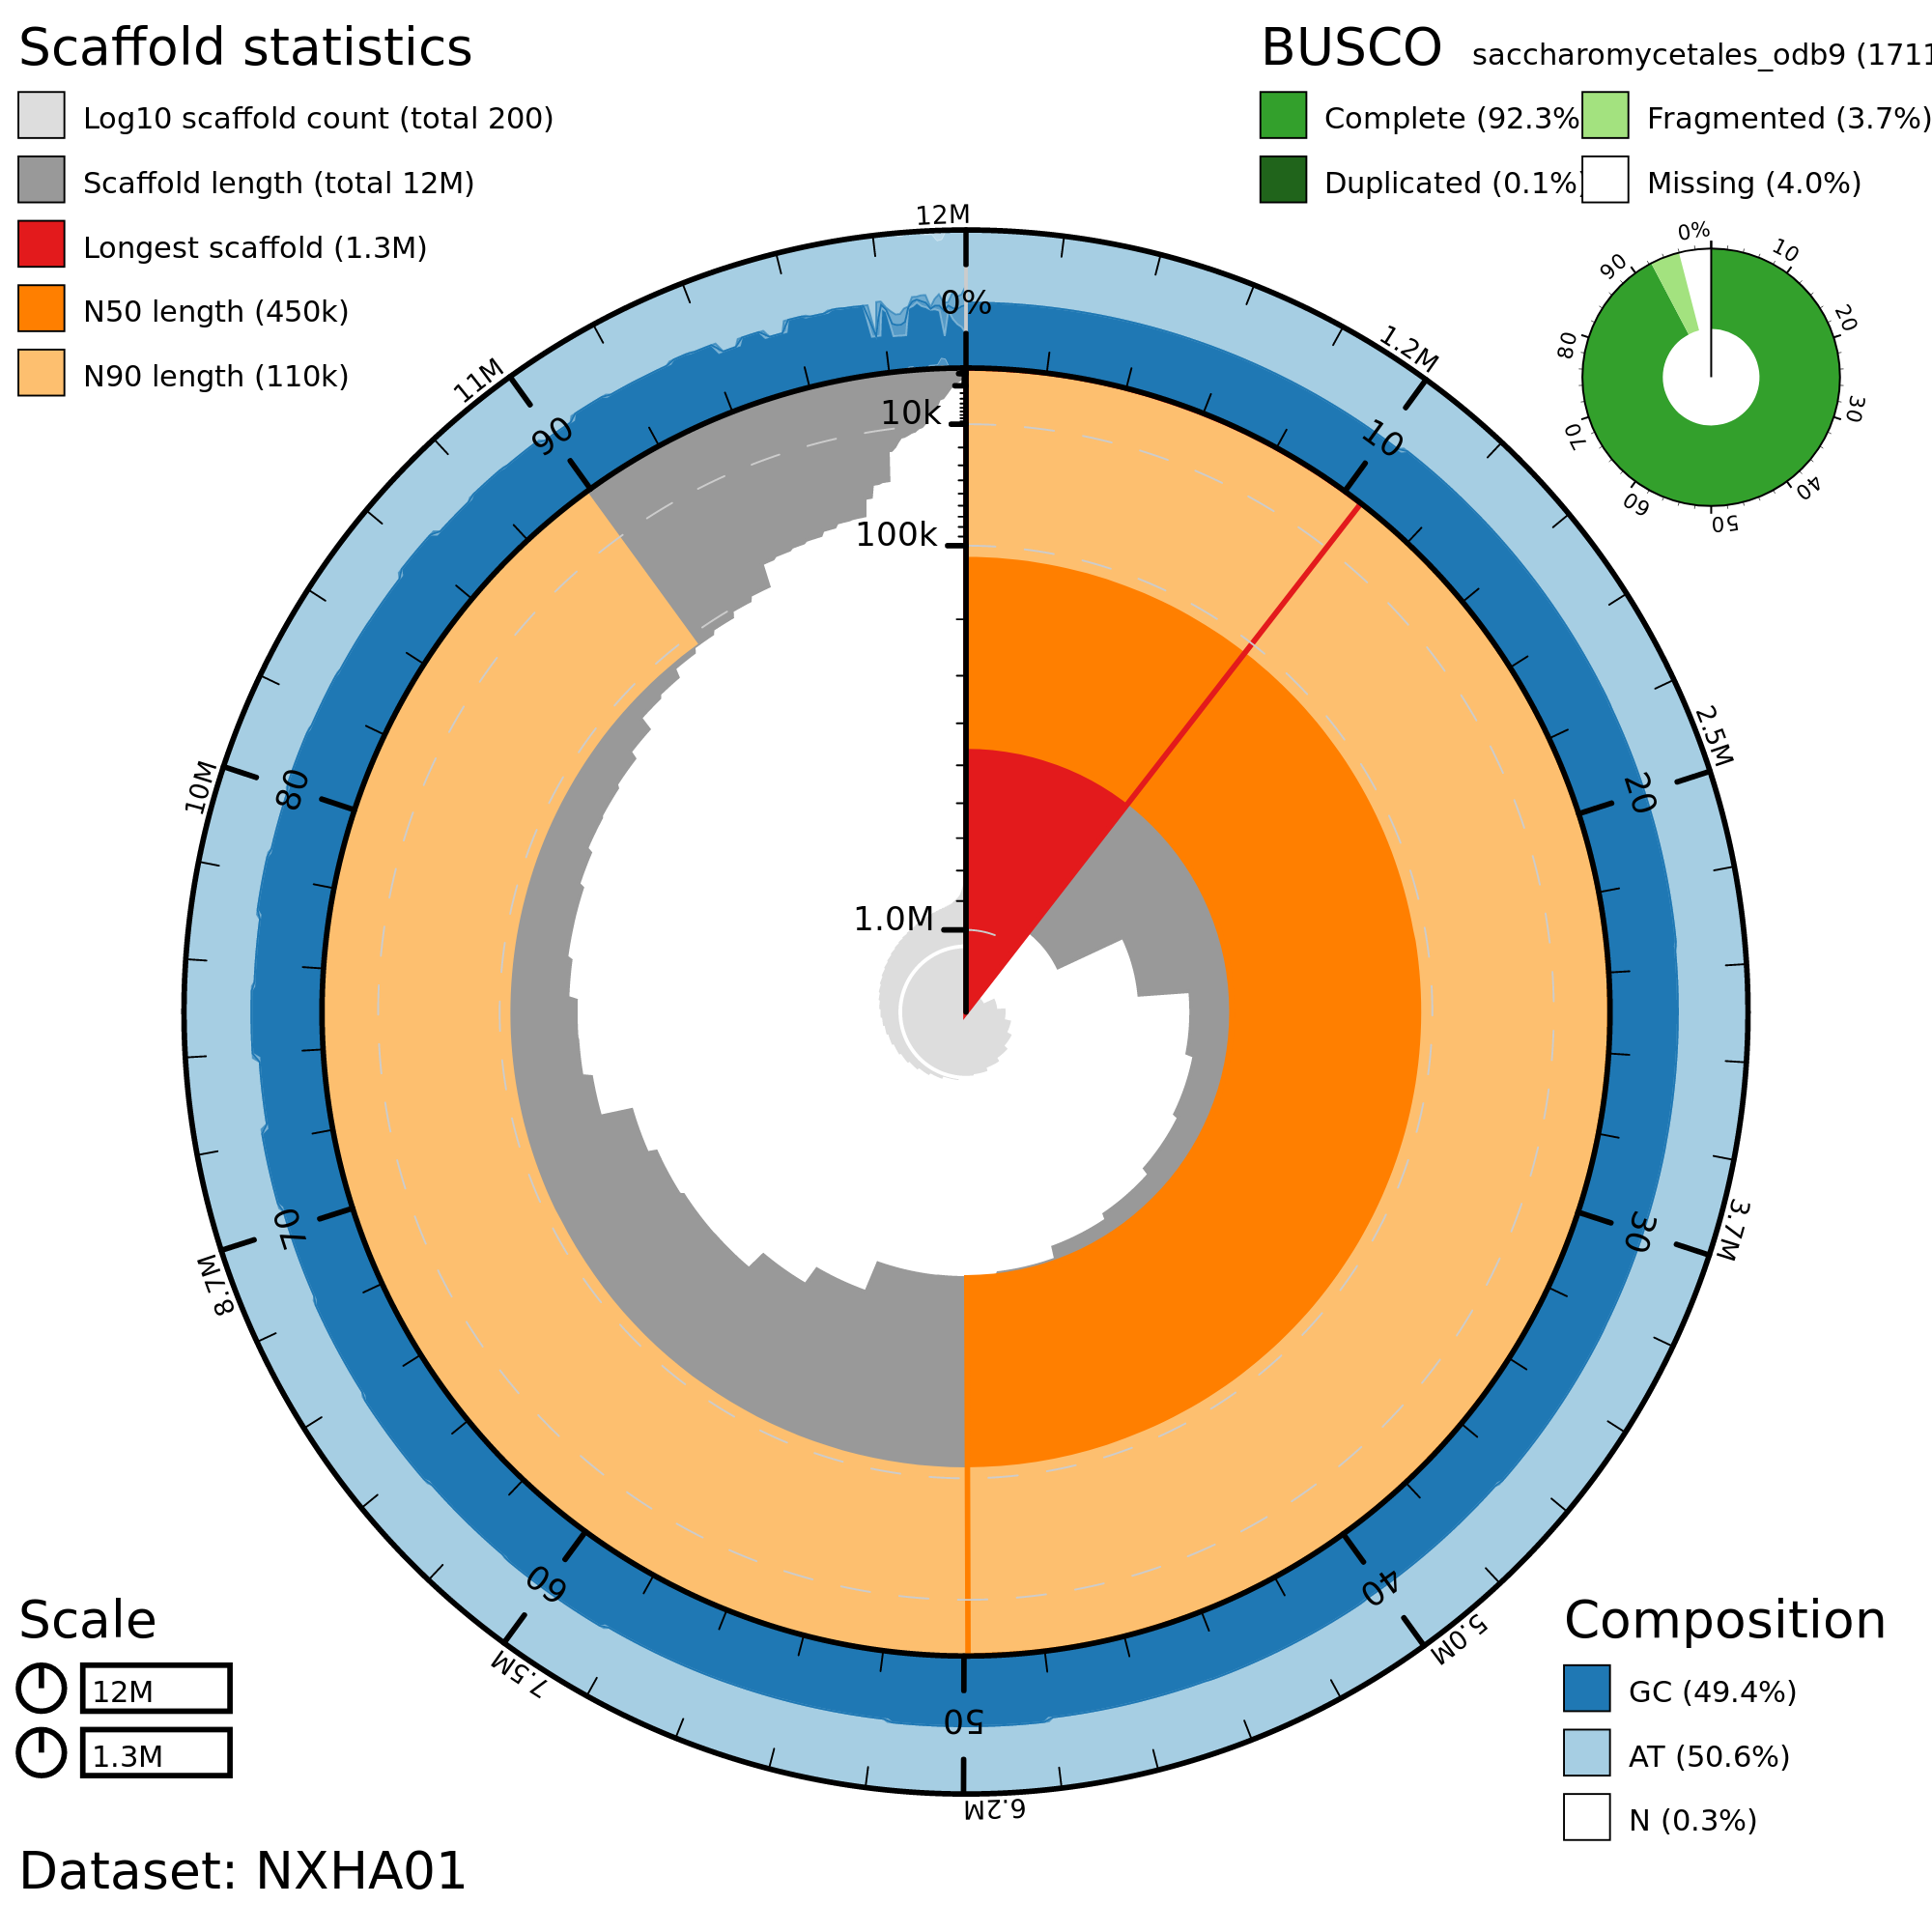 Scaffold statistics
Log10 scaffold count (total 200)
Scaffold length (total 12M)
Longest scaffold (1.3M)
N50 length (450k)
N90 length (110k)
BUSCO saccharomycetales_odb9 (1711
Complete (92.3%
Fragmented (3.7%)
Duplicated (0.1%)
Missing (4.0%)
0%
10
20
30
40
50
60
70
80
90
12M
1.2M
2.5M
3.7M
5.0M
6.2M
7.5M
8.7M
10M
11M
0%
10
20
30
40
50
60
70
80
90
10k
100k
1.0M
Scale
12M
1.3M
Composition
GC (49.4%)
AT (50.6%)
N (0.3%)
Dataset: NXHA01